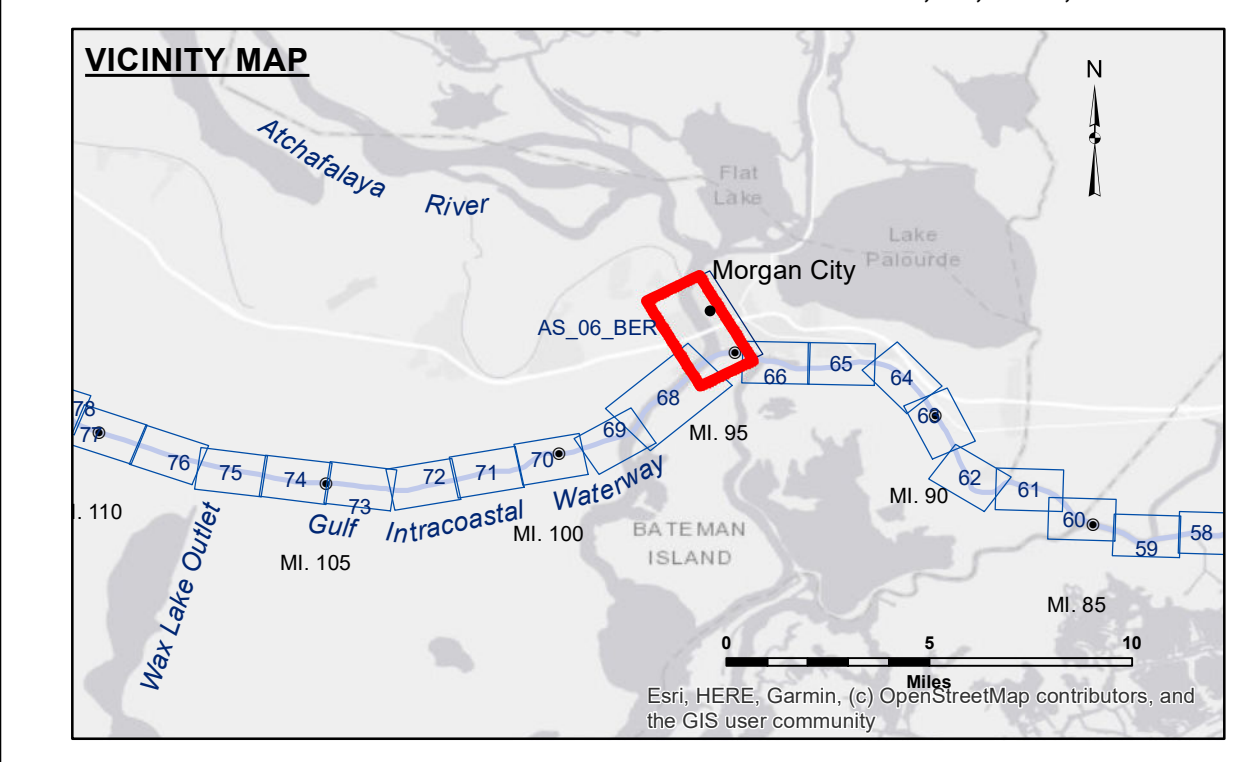 VICINITY MAP
N
Atchafalaya
River
Flat
Lake
Lake
Palourde
Morgan City
AS_06_BER
66
65
64
63
68
69
MI. 95
78
77
76
75
74
73
72
71
70
62
61
60
59
58
MI. 90
Gulf Intracoastal Waterway
. 110
MI. 105
MI. 100
BATEMAN
ISLAND
Wax Lake Outlet
MI. 85
0 5 10
Miles
Esri, HERE, Garmin, (c) OpenStreetMap contributors, and
the GIS user community